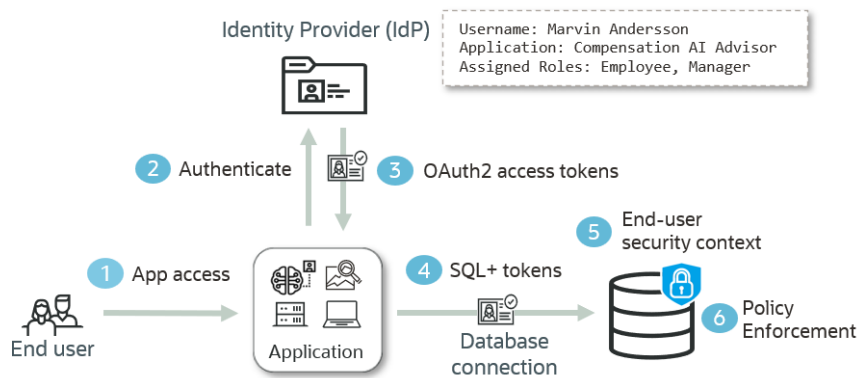 Identity Provider (IdP)
Username: Marvin Andersson
Application: Compensation AI Advisor
Assigned Roles: Employee, Manager
2 Authenticate
3 OAuth2 access tokens
1 App access
4 SQL+ tokens
5 End-user
security context
6 Policy
Enforcement
End user
Application
Database
connection